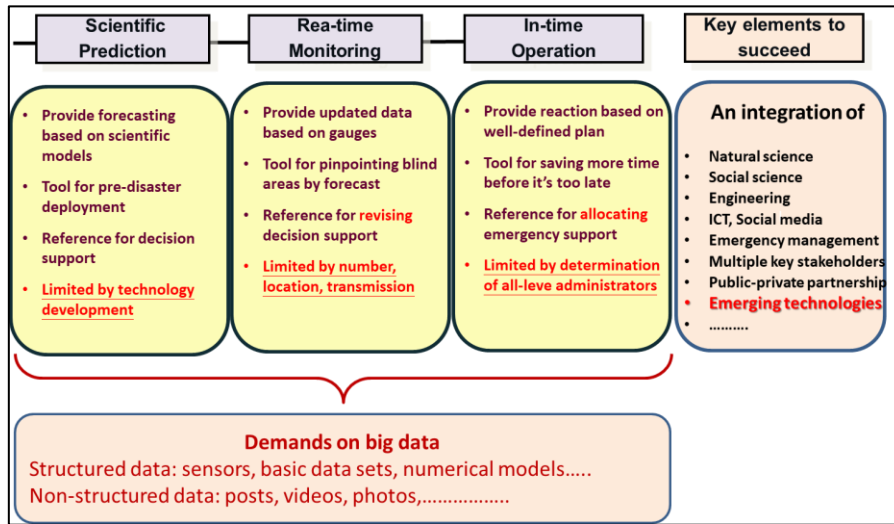 Scientific
Prediction
Rea-time
Monitoring
In-time
Operation
Key elements to
succeed
• Provide forecasting
based on scientific
models
• Tool for pre-disaster
deployment
• Reference for decision
support
• Limited by technology
development
• Provide updated data
based on gauges
• Tool for pinpointing blind
areas by forecast
• Reference for revising
decision support
• Limited by number,
location, transmission
• Provide reaction based on
well-defined plan
• Tool for saving more time
before it's too late
• Reference for allocating
emergency support
• Limited by determination
of all-leve administrators
An integration of
• Natural science
• Social science
• Engineering
• ICT, Social media
• Emergency management
• Multiple key stakeholders
• Public-private partnership
• Emerging technologies
• ..........
Demands on big data
Structured data: sensors, basic data sets, numerical models.....
Non-structured data: posts, videos, photos,.................